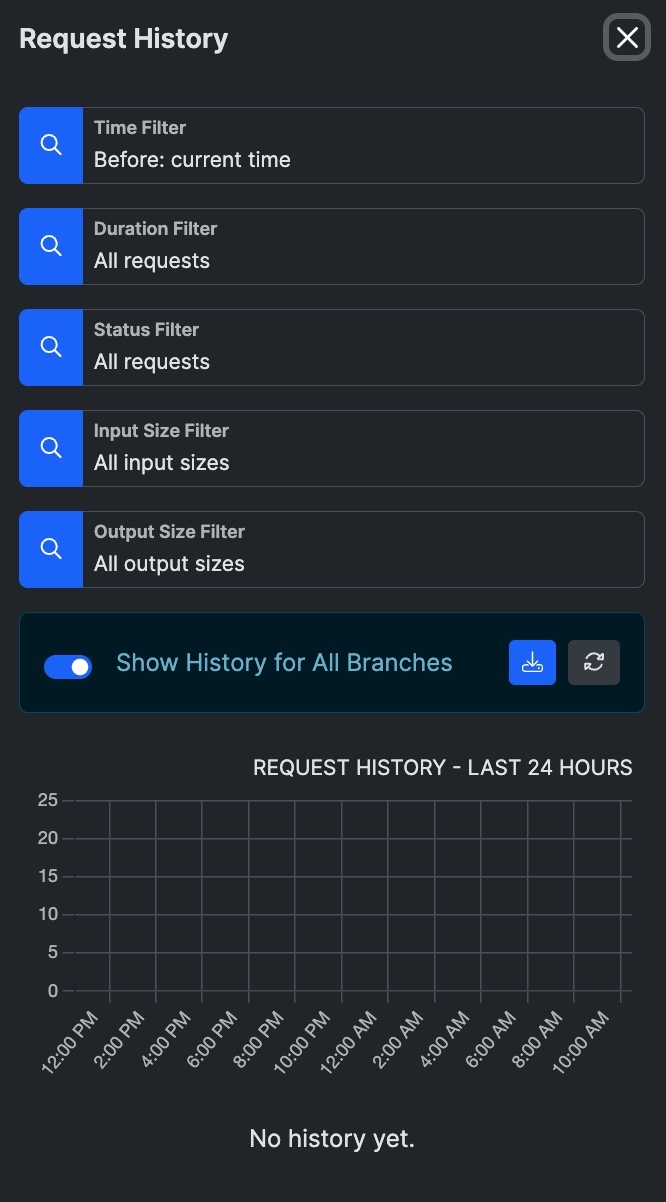 Request History
Time Filter
Before: current time
Duration Filter
All requests
Status Filter
All requests
Input Size Filter
All input sizes
Output Size Filter
All output sizes
Show History for All Branches
REQUEST HISTORY - LAST 24 HOURS
25
20
15
10
5
0
12:00 PM
2:00 PM
4:00 PM
6:00 PM
8:00 PM
10:00 PM
12:00 AM
2:00 AM
4:00 AM
6:00 AM
8:00 AM
10:00 AM
No history yet.